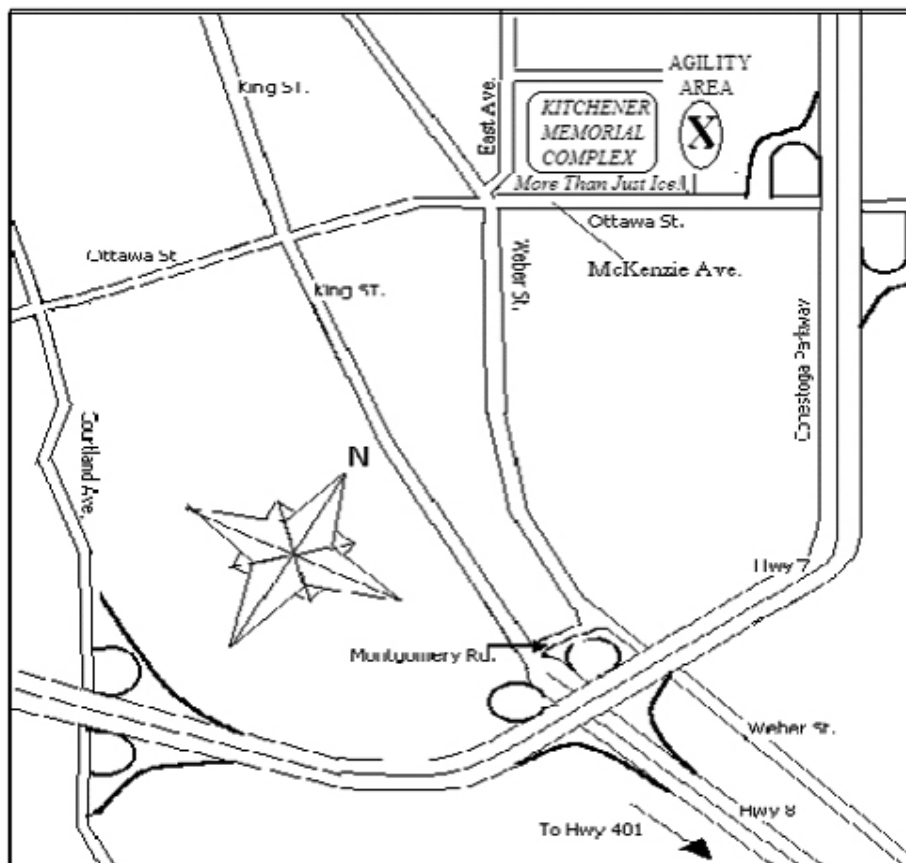 AGILITY
AREA
King ST.
KITCHENER
MEMORIAL
COMPLEX
X
East Ave.
More Than Just Ice!
Ottawa St.
Ottawa St
McKenzie Ave.
Weber St.
King ST.
Conestoga Parkway
Courtland Ave.
N
Hwy 7
Montgomery Rd.
Weber St.
Hwy 8
To Hwy 401